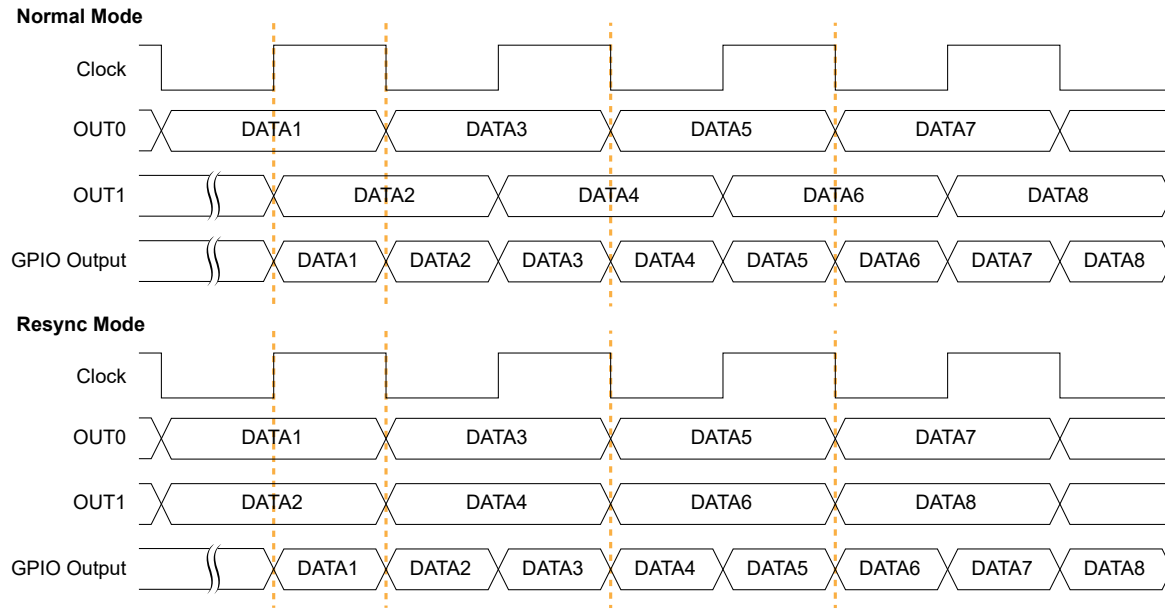 Normal Mode
Clock
OUT0 DATA1 DATA3 DATA5 DATA7
OUT1 DATA2 DATA4 DATA6 DATA8
GPIO Output DATA1 DATA2 DATA3 DATA4 DATA5 DATA6 DATA7 DATA8
Resync Mode
Clock
OUT0 DATA1 DATA3 DATA5 DATA7
OUT1 DATA2 DATA4 DATA6 DATA8
GPIO Output DATA1 DATA2 DATA3 DATA4 DATA5 DATA6 DATA7 DATA8